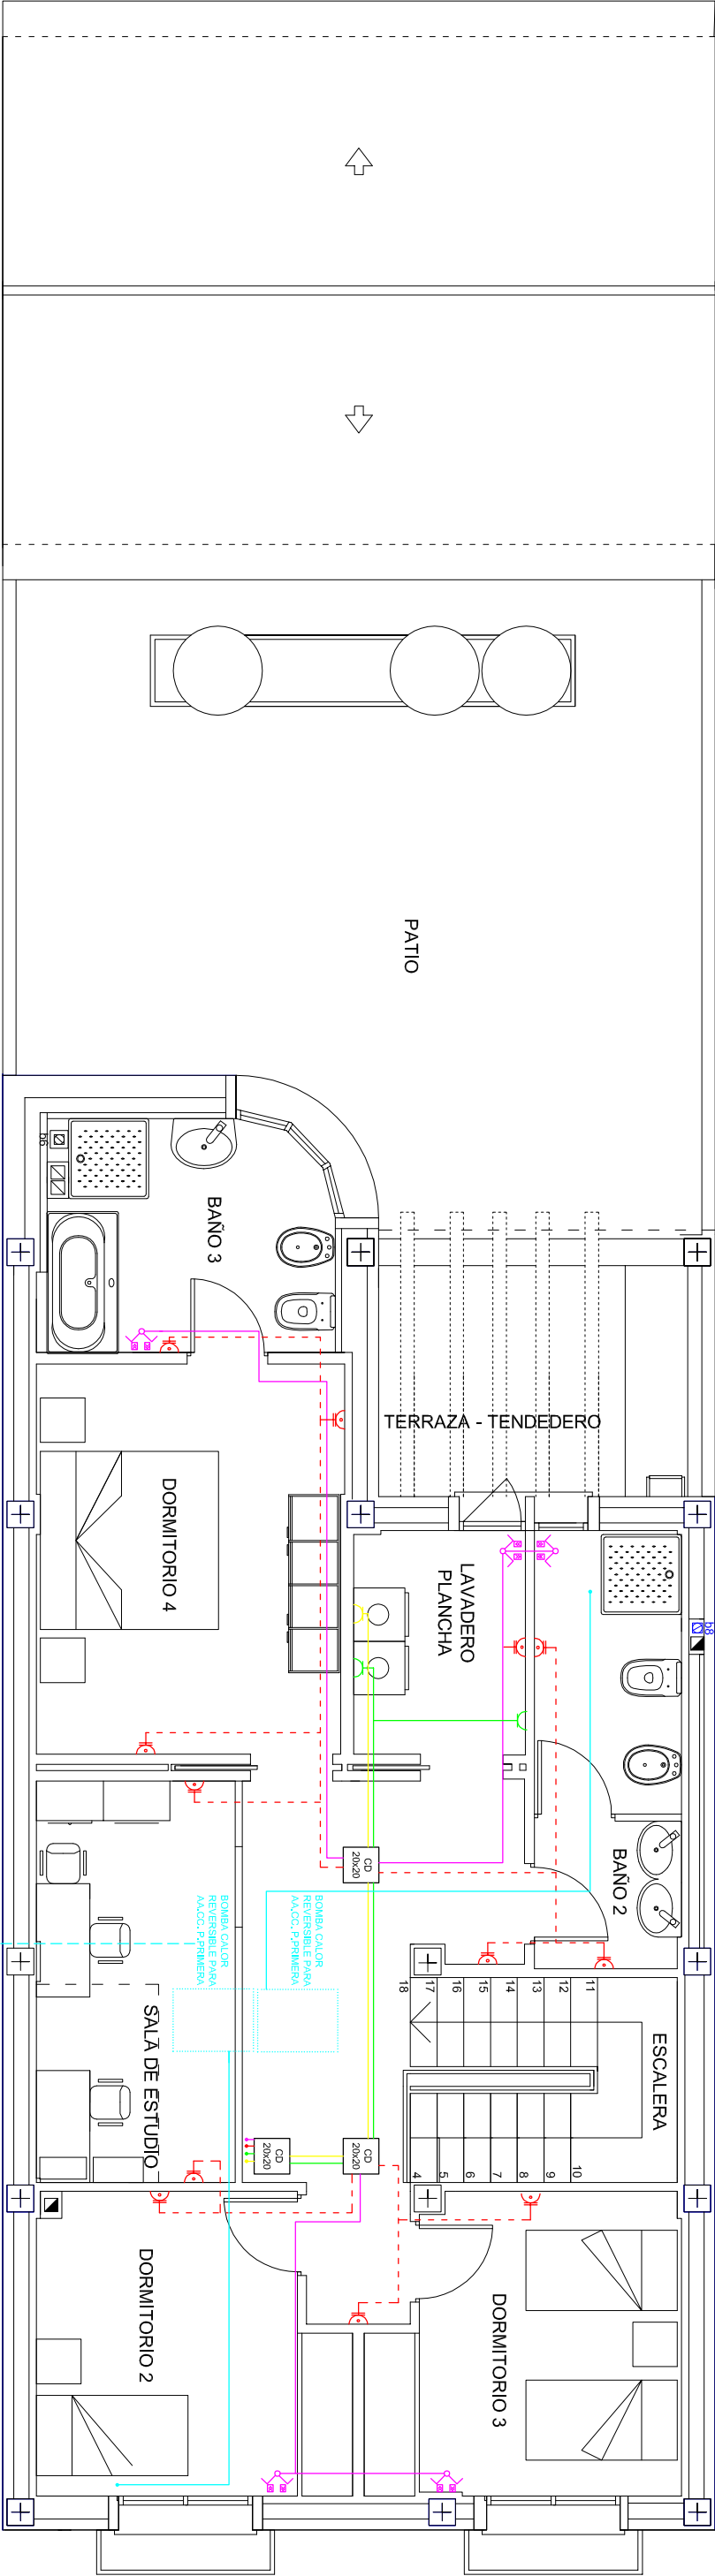 PATIO
b6
BAÑO 3
TERRAZA - TENDEDERO
DORMITORIO 4
LAVADERO
PLANCHA
b8
BAÑO 2
CD
20x20
BOMBA CALOR
REVERSIBLE PARA
AA.CC. P.PRIMERA
BOMBA CALOR
REVERSIBLE PARA
AA.CC. P.PRIMERA
SALA DE ESTUDIO
ESCALERA
11
12
13
14
15
16
17
18
10
9
8
7
6
5
4
CD
20x20
CD
20x20
DORMITORIO 2
DORMITORIO 3